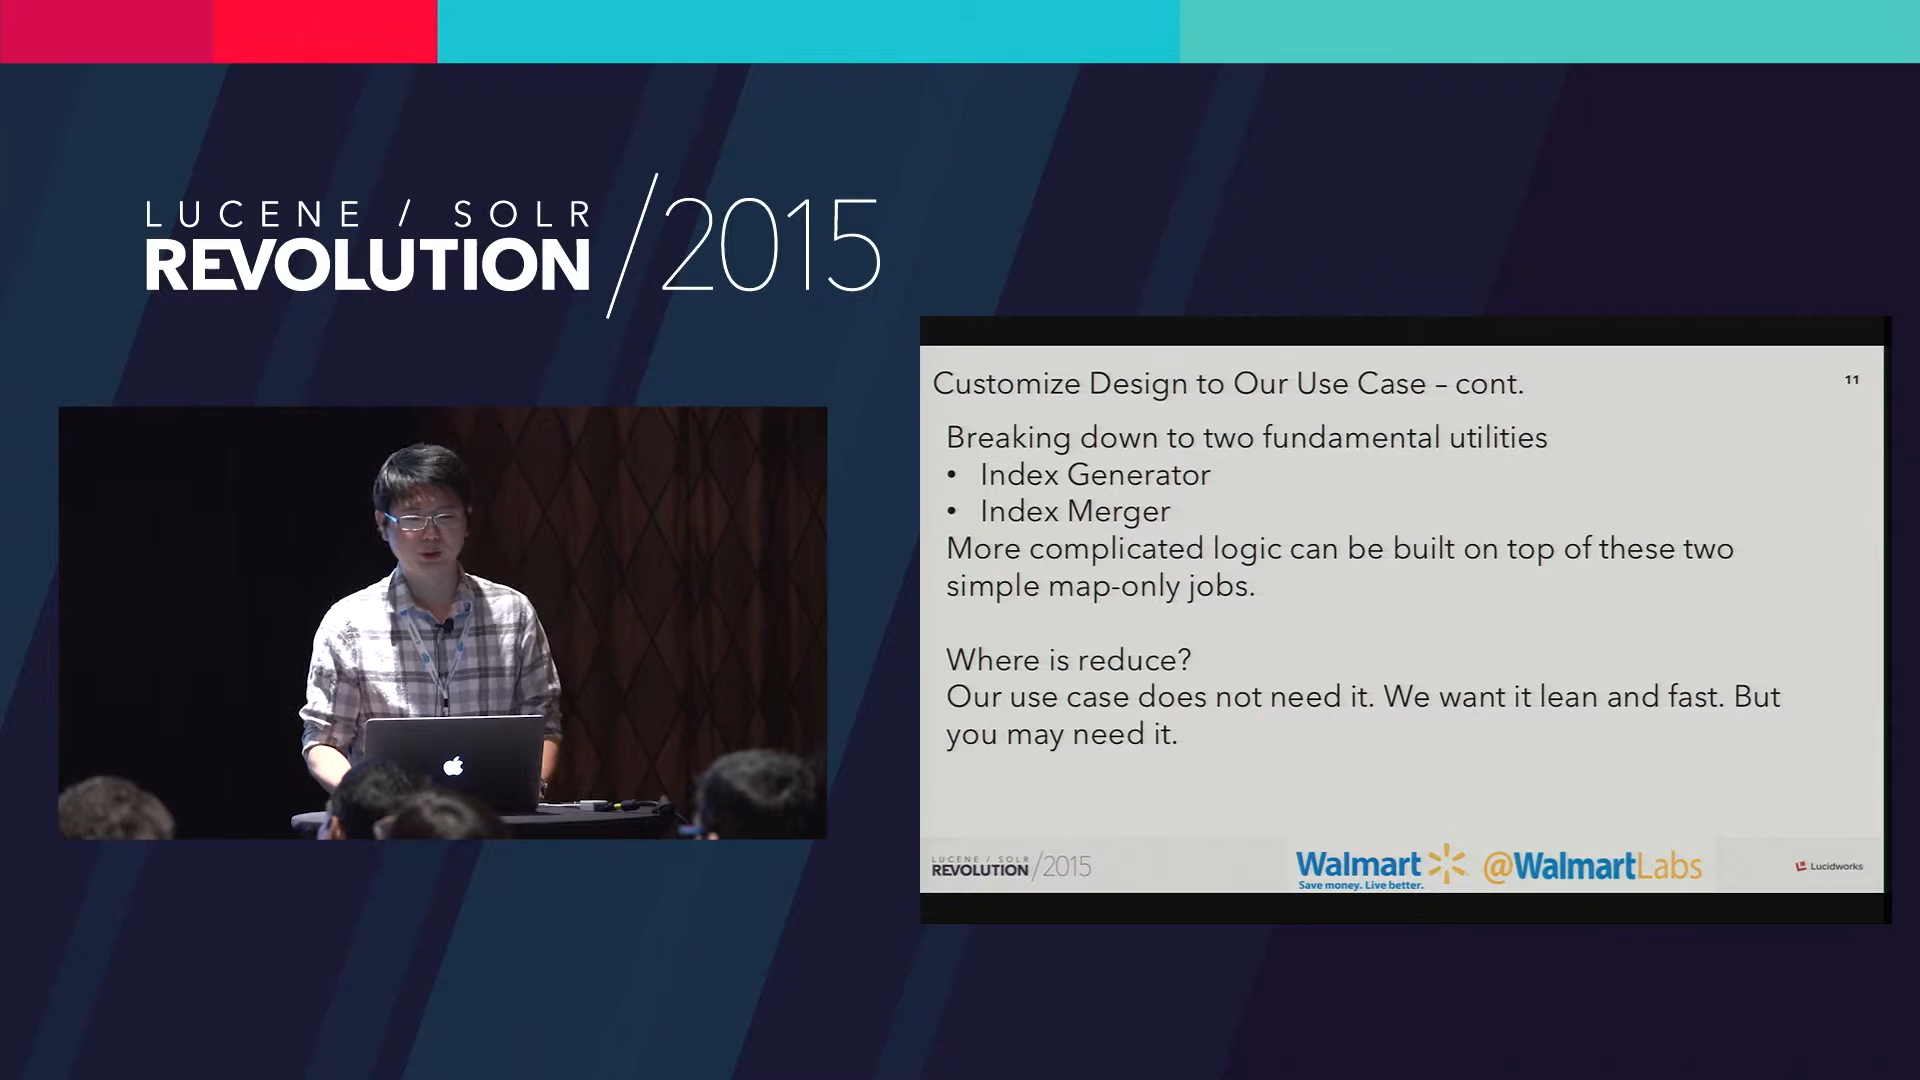 LUCENE / SOLR
REVOLUTION /2015
Customize Design to Our Use Case – cont.
11
Breaking down to two fundamental utilities
• Index Generator
• Index Merger
More complicated logic can be built on top of these two
simple map-only jobs.
Where is reduce?
Our use case does not need it. We want it lean and fast. But
you may need it.
LUCENE / SOLR
REVOLUTION /2015
Walmart
Save money. Live better.
@WalmartLabs
Lucidworks